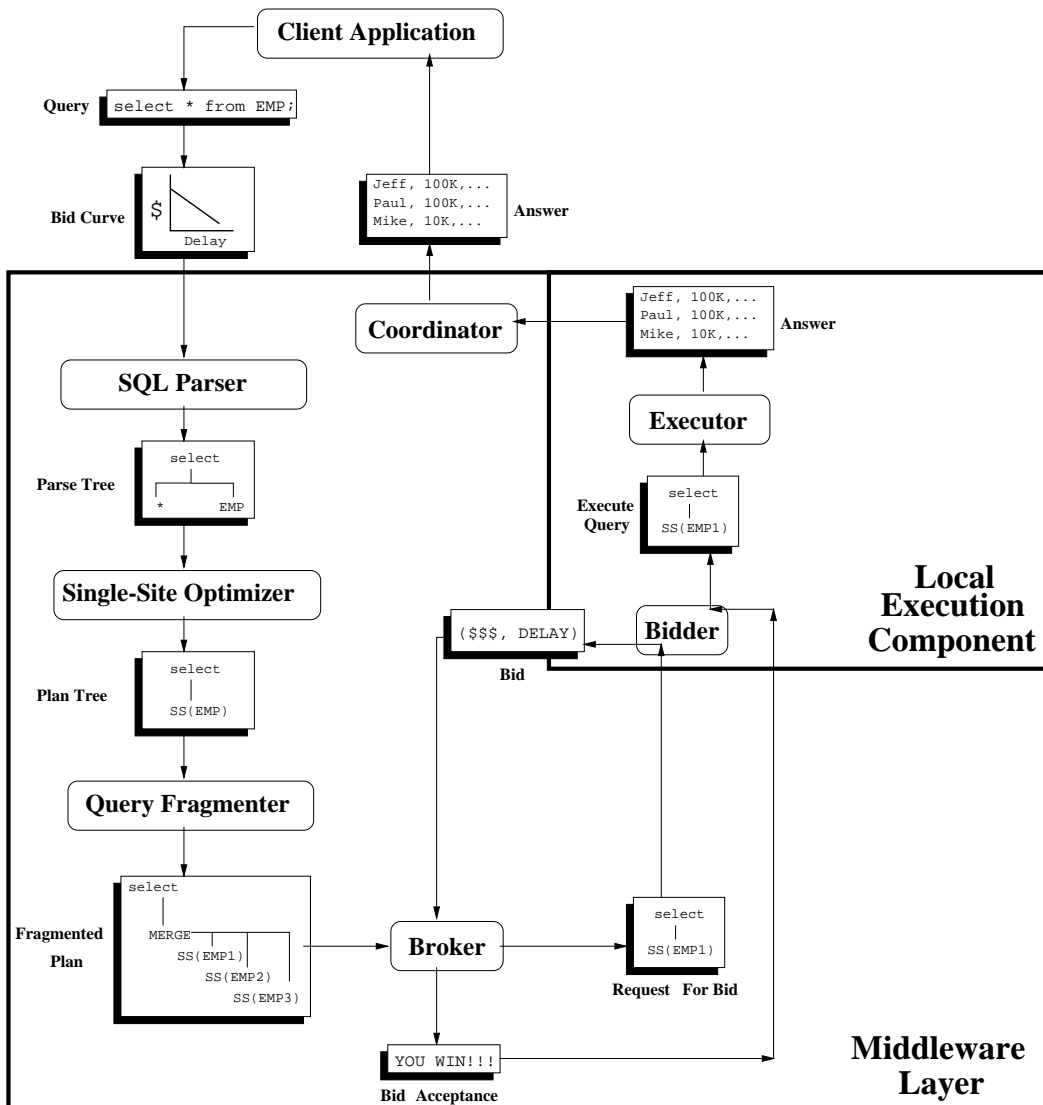 Client Application
Query
select * from EMP;
Bid Curve
$
Delay
Jeff, 100K,...
Paul, 100K,...
Mike, 10K,...
Answer
Coordinator
Jeff, 100K,...
Paul, 100K,...
Mike, 10K,...
Answer
SQL Parser
Executor
Parse Tree
select
* EMP
Execute
Query
select
SS(EMP1)
Single-Site Optimizer
Local
Execution
Component
($$$, DELAY)
Bid
Bidder
Plan Tree
select
SS(EMP)
Query Fragmenter
Fragmented
Plan
select
MERGE
SS(EMP1)
SS(EMP2)
SS(EMP3)
Broker
select
SS(EMP1)
Request For Bid
YOU WIN!!!
Bid Acceptance
Middleware
Layer